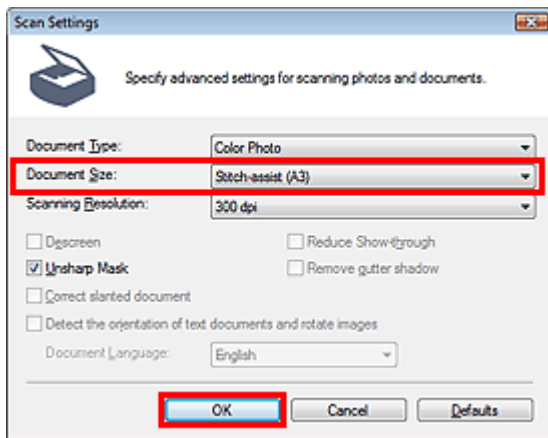 Scan Settings
Specify advanced settings for scanning photos and documents.
Document Type: Color Photo
Document Size: Stitch-assist (A3)
Scanning Resolution: 300 dpi
Descreen Reduce Show-through
Unsharp Mask Remove gutter shadow
Correct slanted document
Detect the orientation of text documents and rotate images
Document Language: English
OK Cancel Defaults